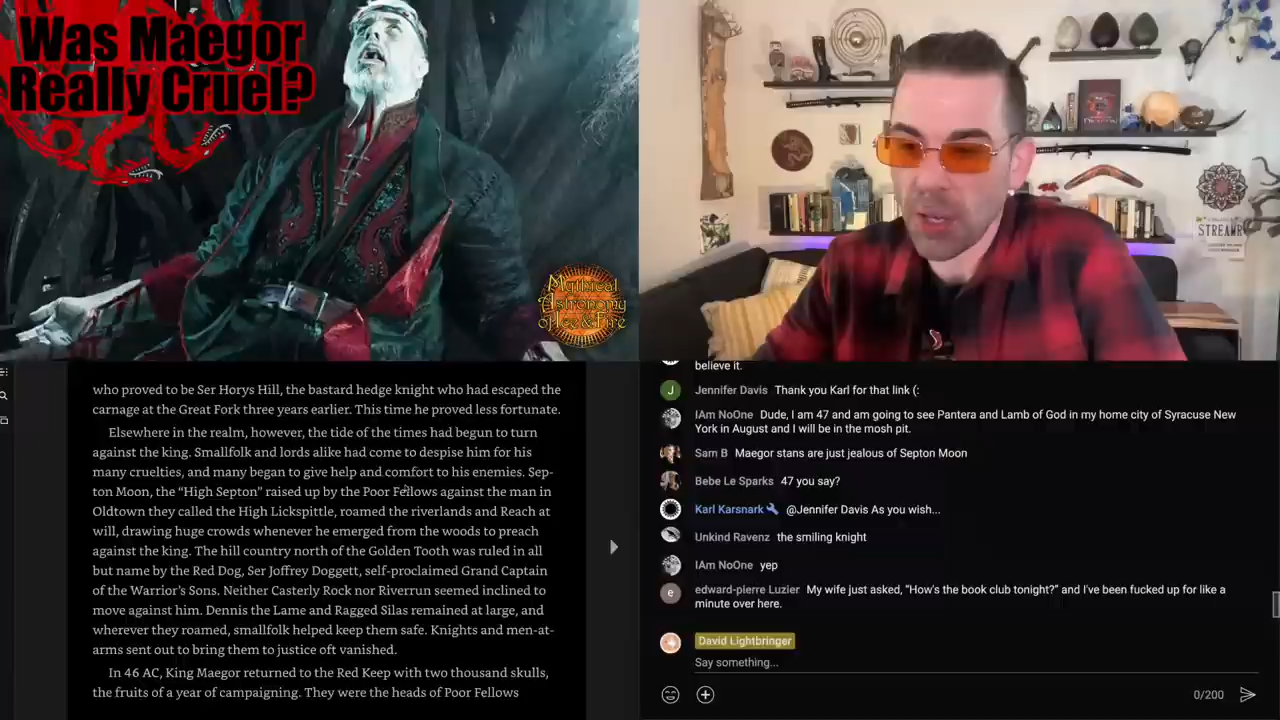 Was Maegor
Really Cruel?
Mythical
Astronomy
of Ice & Fire
STREAMR
who proved to be Ser Horys Hill, the bastard hedge knight who had escaped the
carnage at the Great Fork three years earlier. This time he proved less fortunate.
Elsewhere in the realm, however, the tide of the times had begun to turn
against the king. Smallfolk and lords alike had come to despise him for his
many cruelties, and many began to give help and comfort to his enemies. Sep-
ton Moon, the “High Septon” raised up by the Poor Fellows against the man in
Oldtown they called the High Lickspittle, roamed the riverlands and Reach at
will, drawing huge crowds whenever he emerged from the woods to preach
against the king. The hill country north of the Golden Tooth was ruled in all
but name by the Red Dog, Ser Joffrey Doggett, self-proclaimed Grand Captain
of the Warrior’s Sons. Neither Casterly Rock nor Riverrun seemed inclined to
move against him. Dennis the Lame and Ragged Silas remained at large, and
wherever they roamed, smallfolk helped keep them safe. Knights and men-at-
arms sent out to bring them to justice oft vanished.
In 46 AC, King Maegor returned to the Red Keep with two thousand skulls,
the fruits of a year of campaigning. They were the heads of Poor Fellows
believe it.
J Jennifer Davis Thank you Karl for that link (:
IAm NoOne Dude, I am 47 and am going to see Pantera and Lamb of God in my home city of Syracuse New
York in August and I will be in the mosh pit.
Sam B Maegor stans are just jealous of Septon Moon
Bebe Le Sparks 47 you say?
Karl Karsnark @Jennifer Davis As you wish...
Unkind Ravenz the smiling knight
IAm NoOne yep
e edward-pierre Luzier My wife just asked, “How's the book club tonight?” and I've been fucked up for like a
minute over here.
David Lightbringer
Say something...
0/200